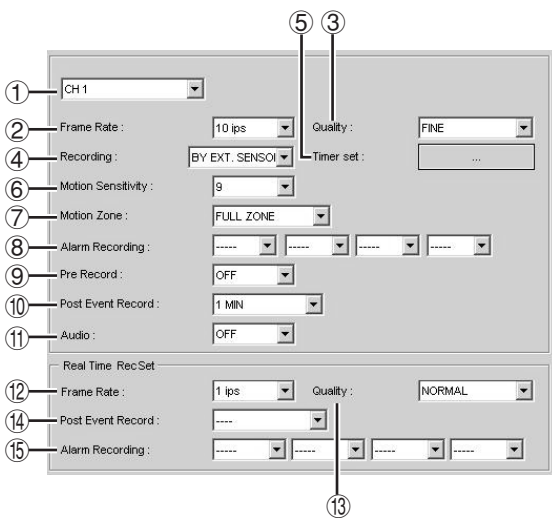 ⑤ ③
① CH 1
② Frame Rate : 10 ips Quality : FINE
④ Recording : BY EXT. SENSOI Timer set : ...
⑥ Motion Sensitivity : 9
⑦ Motion Zone : FULL ZONE
⑧ Alarm Recording : ----- ----- ----- -----
⑨ Pre Record : OFF
⑩ Post Event Record : 1 MIN
⑪ Audio : OFF
Real Time RecSet
⑫ Frame Rate : 1 ips Quality : NORMAL
⑭ Post Event Record : ----
⑮ Alarm Recording : ----- ----- ----- -----
⑬